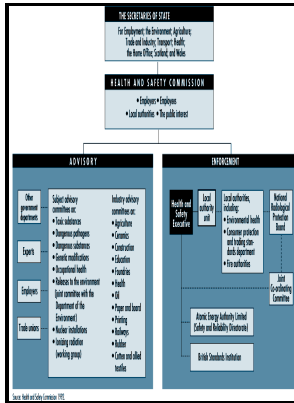 THE SECRETARIES OF STATE
For Employment; the Environment; Agriculture;
Trade and Industry; Transport; Health;
the Home Office; Scotland; and Wales
HEALTH AND SAFETY COMMISSION
• Employers • Employees
• Local authorities • The public interest
ADVISORY
Other
government
departments
Experts
Employers
Trade unions
Subject advisory
committees on:
• Toxic substances
• Dangerous pathogens
• Dangerous substances
• Genetic modifications
• Occupational health
• Releases to the environment
(joint committee with the
Department of the
Environment)
• Nuclear installations
• Ionizing radiation
(working group)
Industry advisory
committees on:
• Agriculture
• Ceramics
• Construction
• Education
• Foundries
• Health
• Oil
• Paper and board
• Printing
• Railways
• Rubber
• Cotton and allied
textiles
ENFORCEMENT
Health and
Safety
Executive
Local
authority
unit
Local authorities,
including:
• Environmental health
• Consumer protection
and trading stan-
dards department
• Fire authorities
National
Radiological
Protection
Board
Joint
Co-ordinating
Committee
Atomic Energy Authority Limited
(Safety and Reliability Directorate)
British Standards Institution
Source: Health and Safety Commission 1992.